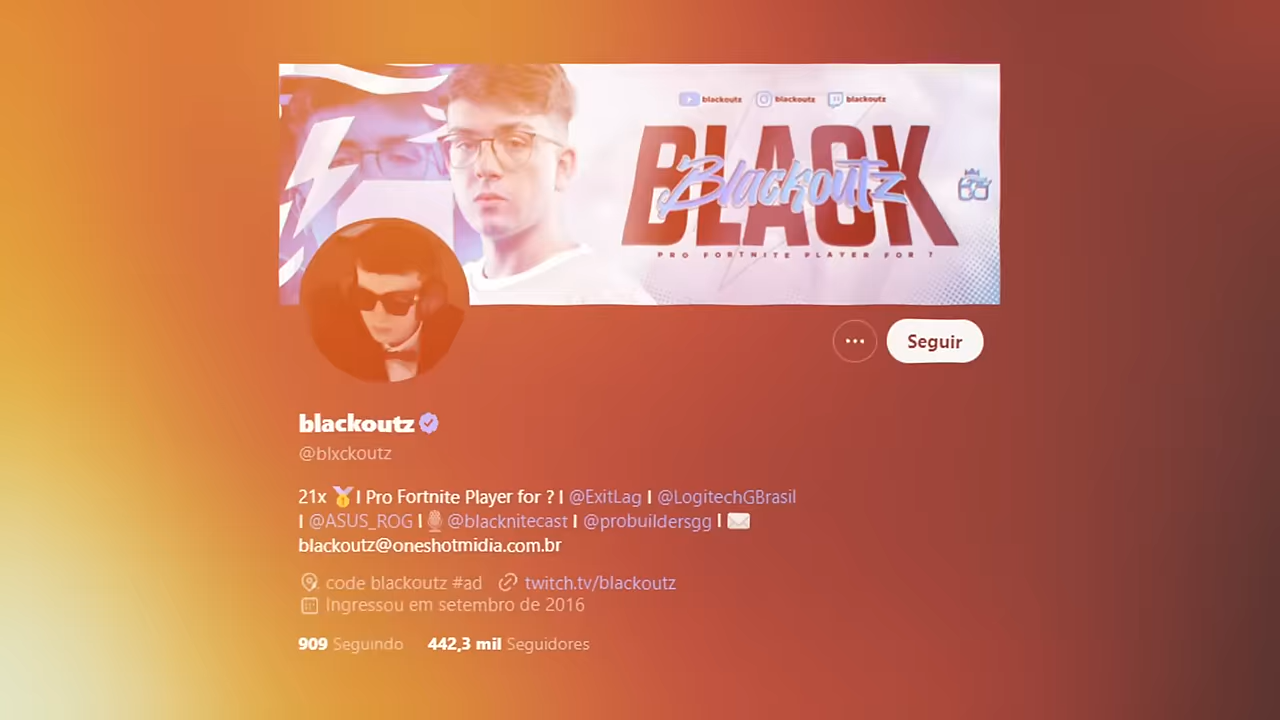 blackoutz blackoutz blackoutz
BLACK
Blackoutz
PRO FORTNITE PLAYER FOR ?
Seguir
blackoutz
@blxckoutz
21x 🥇 I Pro Fortnite Player for ? I @ExitLag I @LogitechGBrasil
I @ASUS_ROG I 🎙️ @blacknitecast I @probuildersgg I ✉️
blackoutz@oneshotmidia.com.br
code blackoutz #ad twitch.tv/blackoutz
Ingressou em setembro de 2016
909 Seguindo 442,3 mil Seguidores